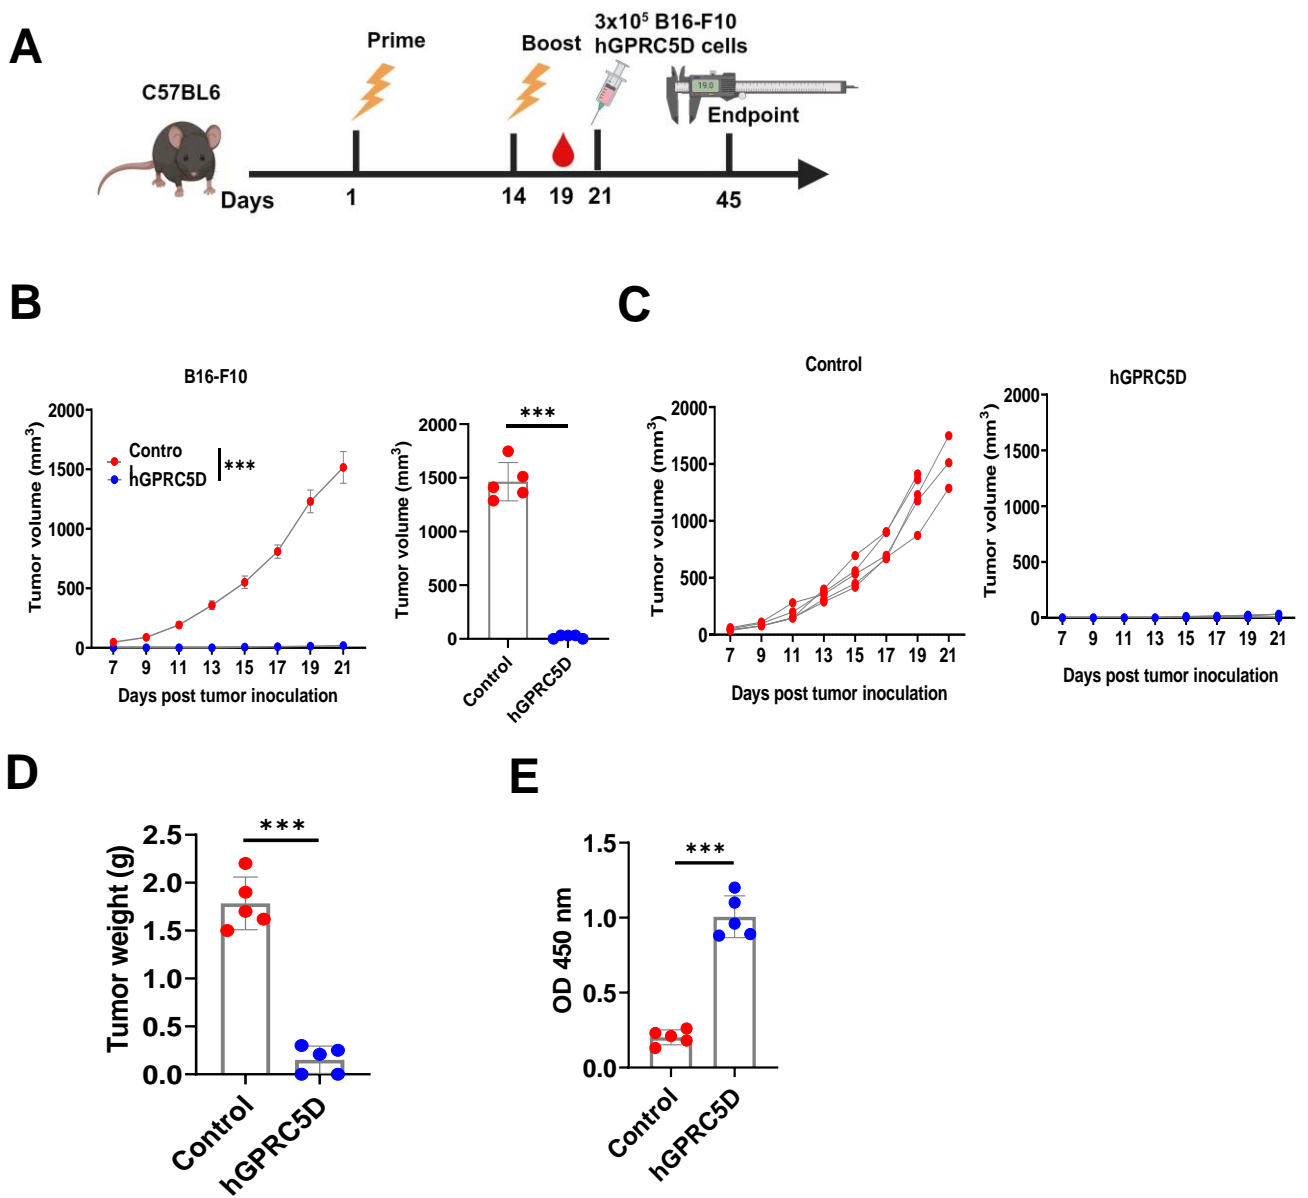 A
C57BL6
Prime
Boost
3x10⁵ B16-F10
hGPRC5D cells
19.0
Endpoint
Days 1 14 19 21 45
B
B16-F10
Tumor volume (mm³)
2000
1500
1000
500
0
Contro
l
hGPRC5D
***
7 9 11 13 15 17 19 21
Days post tumor inoculation
Tumor volume (mm³)
2000
1500
1000
500
0
***
Control
hGPRC5D
C
Control
Tumor volume (mm³)
2000
1500
1000
500
0
7 9 11 13 15 17 19 21
Days post tumor inoculation
hGPRC5D
Tumor volume (mm³)
2000
1500
1000
500
0
7 9 11 13 15 17 19 21
Days post tumor inoculation
D
Tumor weight (g)
2.5
2.0
1.5
1.0
0.5
0.0
***
Control
hGPRC5D
E
OD 450 nm
1.5
1.0
0.5
0.0
***
Control
hGPRC5D